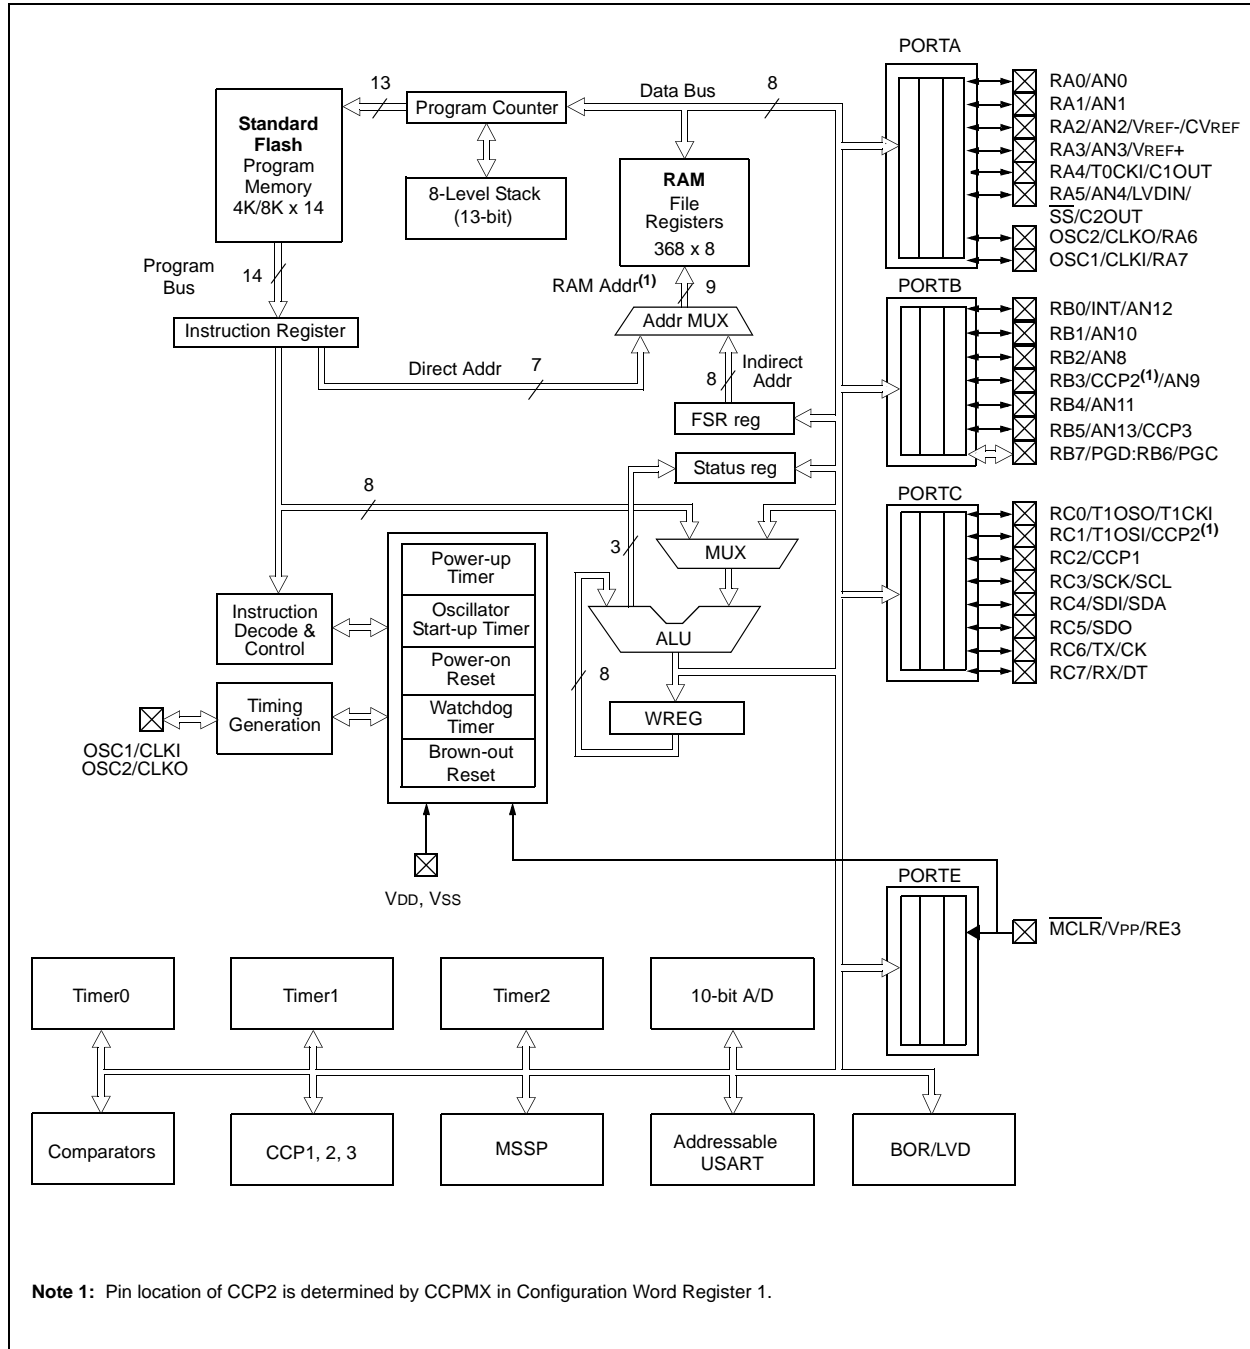 PORTA
13
Data Bus
8
Program Counter
Standard
Flash
Program
Memory
4K/8K x 14
8-Level Stack
(13-bit)
RAM
File
Registers
368 x 8
RA0/AN0
RA1/AN1
RA2/AN2/VREF-/CVREF
RA3/AN3/VREF+
RA4/T0CKI/C1OUT
RA5/AN4/LVDIN/
SS/C2OUT
OSC2/CLKO/RA6
OSC1/CLKI/RA7
Program
Bus
14
RAM Addr(1)
9
Addr MUX
Instruction Register
Direct Addr
7
8
Indirect
Addr
FSR reg
Status reg
PORTB
RB0/INT/AN12
RB1/AN10
RB2/AN8
RB3/CCP2(1)/AN9
RB4/AN11
RB5/AN13/CCP3
RB7/PGD:RB6/PGC
8
3
MUX
ALU
8
WREG
PORTC
RC0/T1OSO/T1CKI
RC1/T1OSI/CCP2(1)
RC2/CCP1
RC3/SCK/SCL
RC4/SDI/SDA
RC5/SDO
RC6/TX/CK
RC7/RX/DT
Power-up
Timer
Oscillator
Start-up Timer
Power-on
Reset
Watchdog
Timer
Brown-out
Reset
Instruction
Decode &
Control
Timing
Generation
OSC1/CLKI
OSC2/CLKO
VDD, VSS
PORTE
MCLR/VPP/RE3
Timer0
Timer1
Timer2
10-bit A/D
Comparators
CCP1, 2, 3
MSSP
Addressable
USART
BOR/LVD
Note 1: Pin location of CCP2 is determined by CCPMX in Configuration Word Register 1.